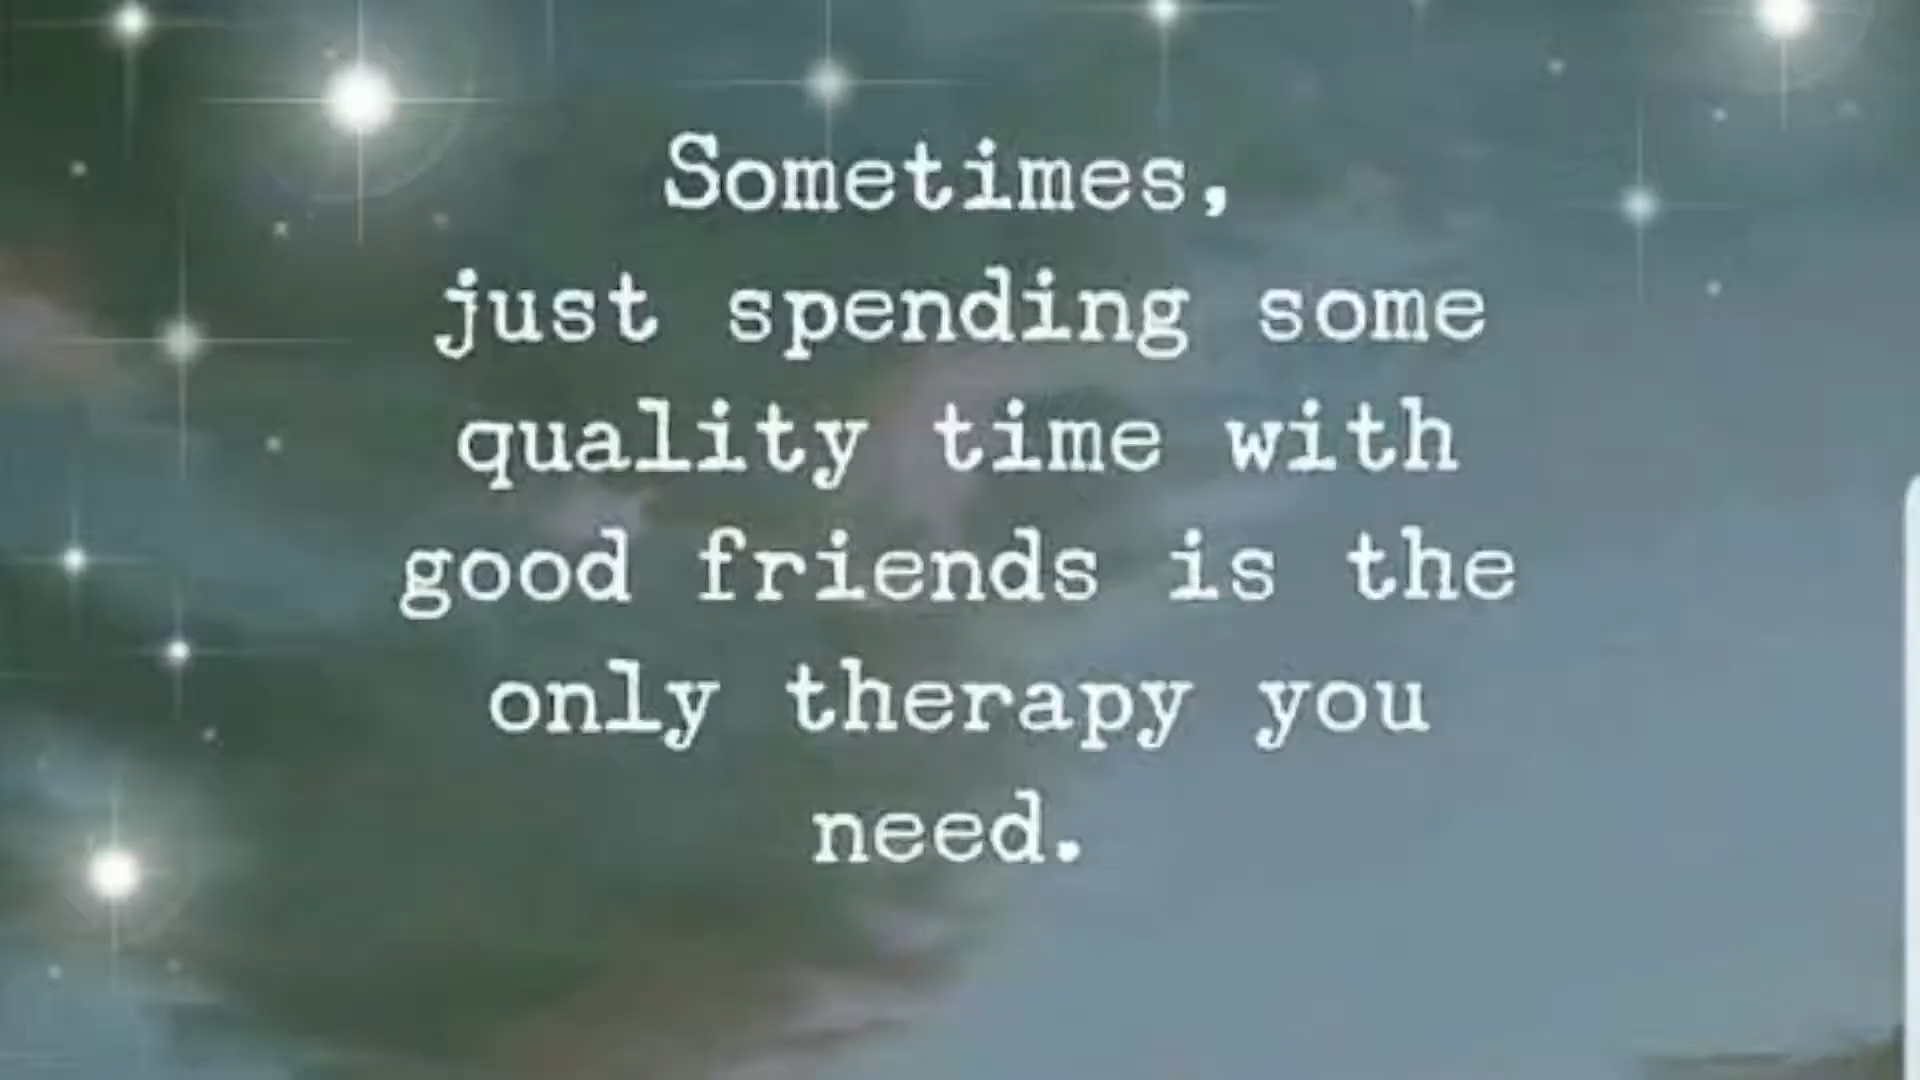 Sometimes,
just spending some
quality time with
good friends is the
only therapy you
need.